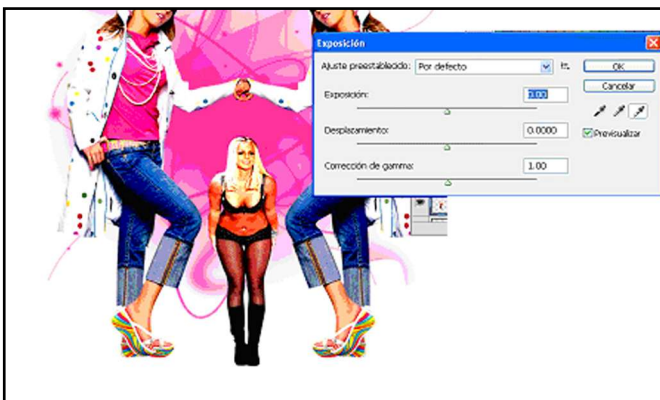 Exposición
Ajuste preestablecido: Por defecto
OK
Cancelar
Exposición: 0.00
Previsualizar
Desplazamiento: 0.0000
Corrección de gamma: 1.00